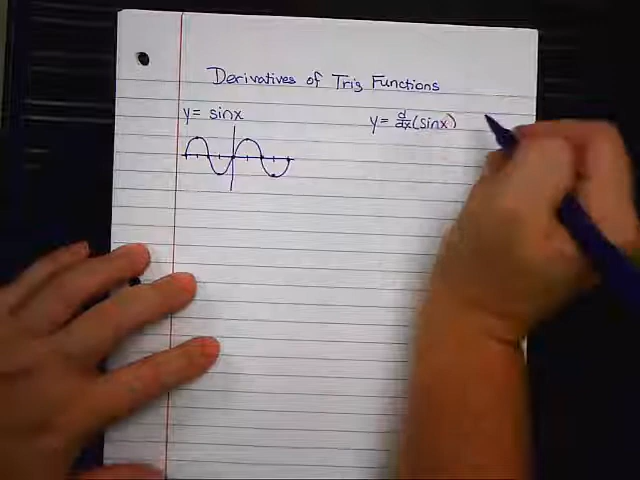 Derivatives of Trig Functions
y = sinx
y = d/dx (sinx)